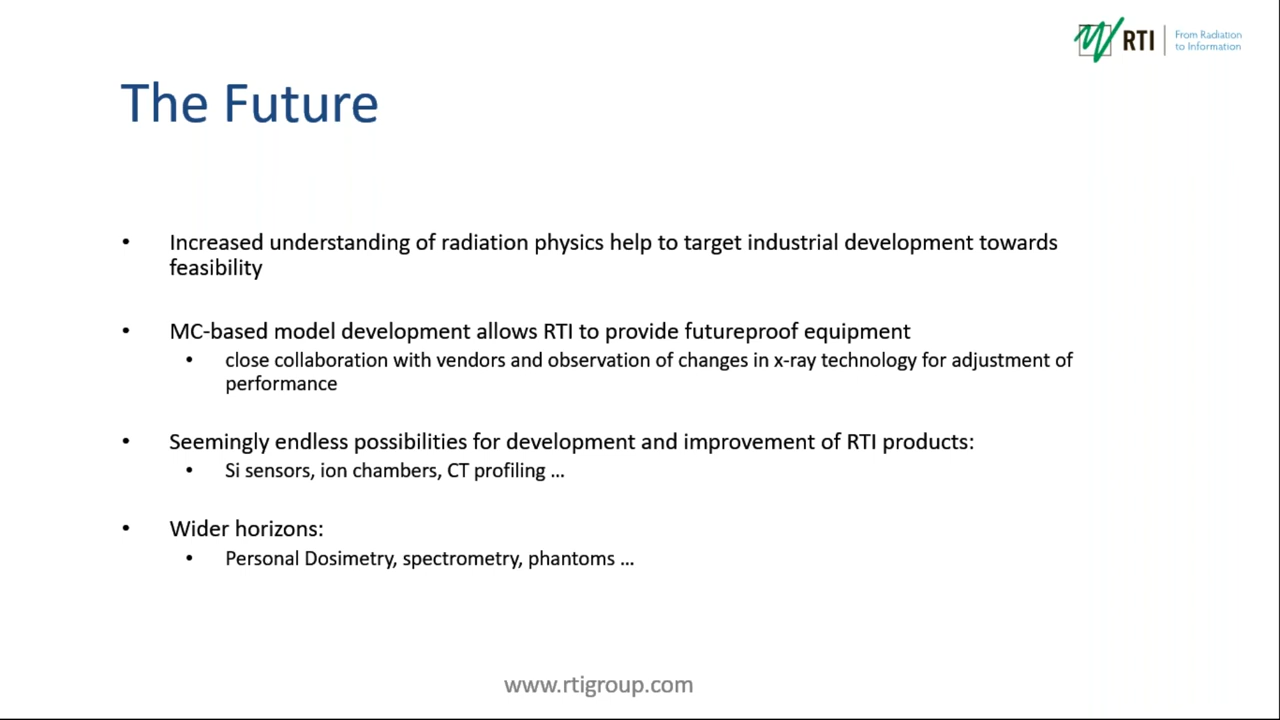 RTI
From Radiation
to Information
The Future
• Increased understanding of radiation physics help to target industrial development towards
feasibility
• MC-based model development allows RTI to provide futureproof equipment
• close collaboration with vendors and observation of changes in x-ray technology for adjustment of
performance
• Seemingly endless possibilities for development and improvement of RTI products:
• Si sensors, ion chambers, CT profiling ...
• Wider horizons:
• Personal Dosimetry, spectrometry, phantoms ...
www.rtigroup.com